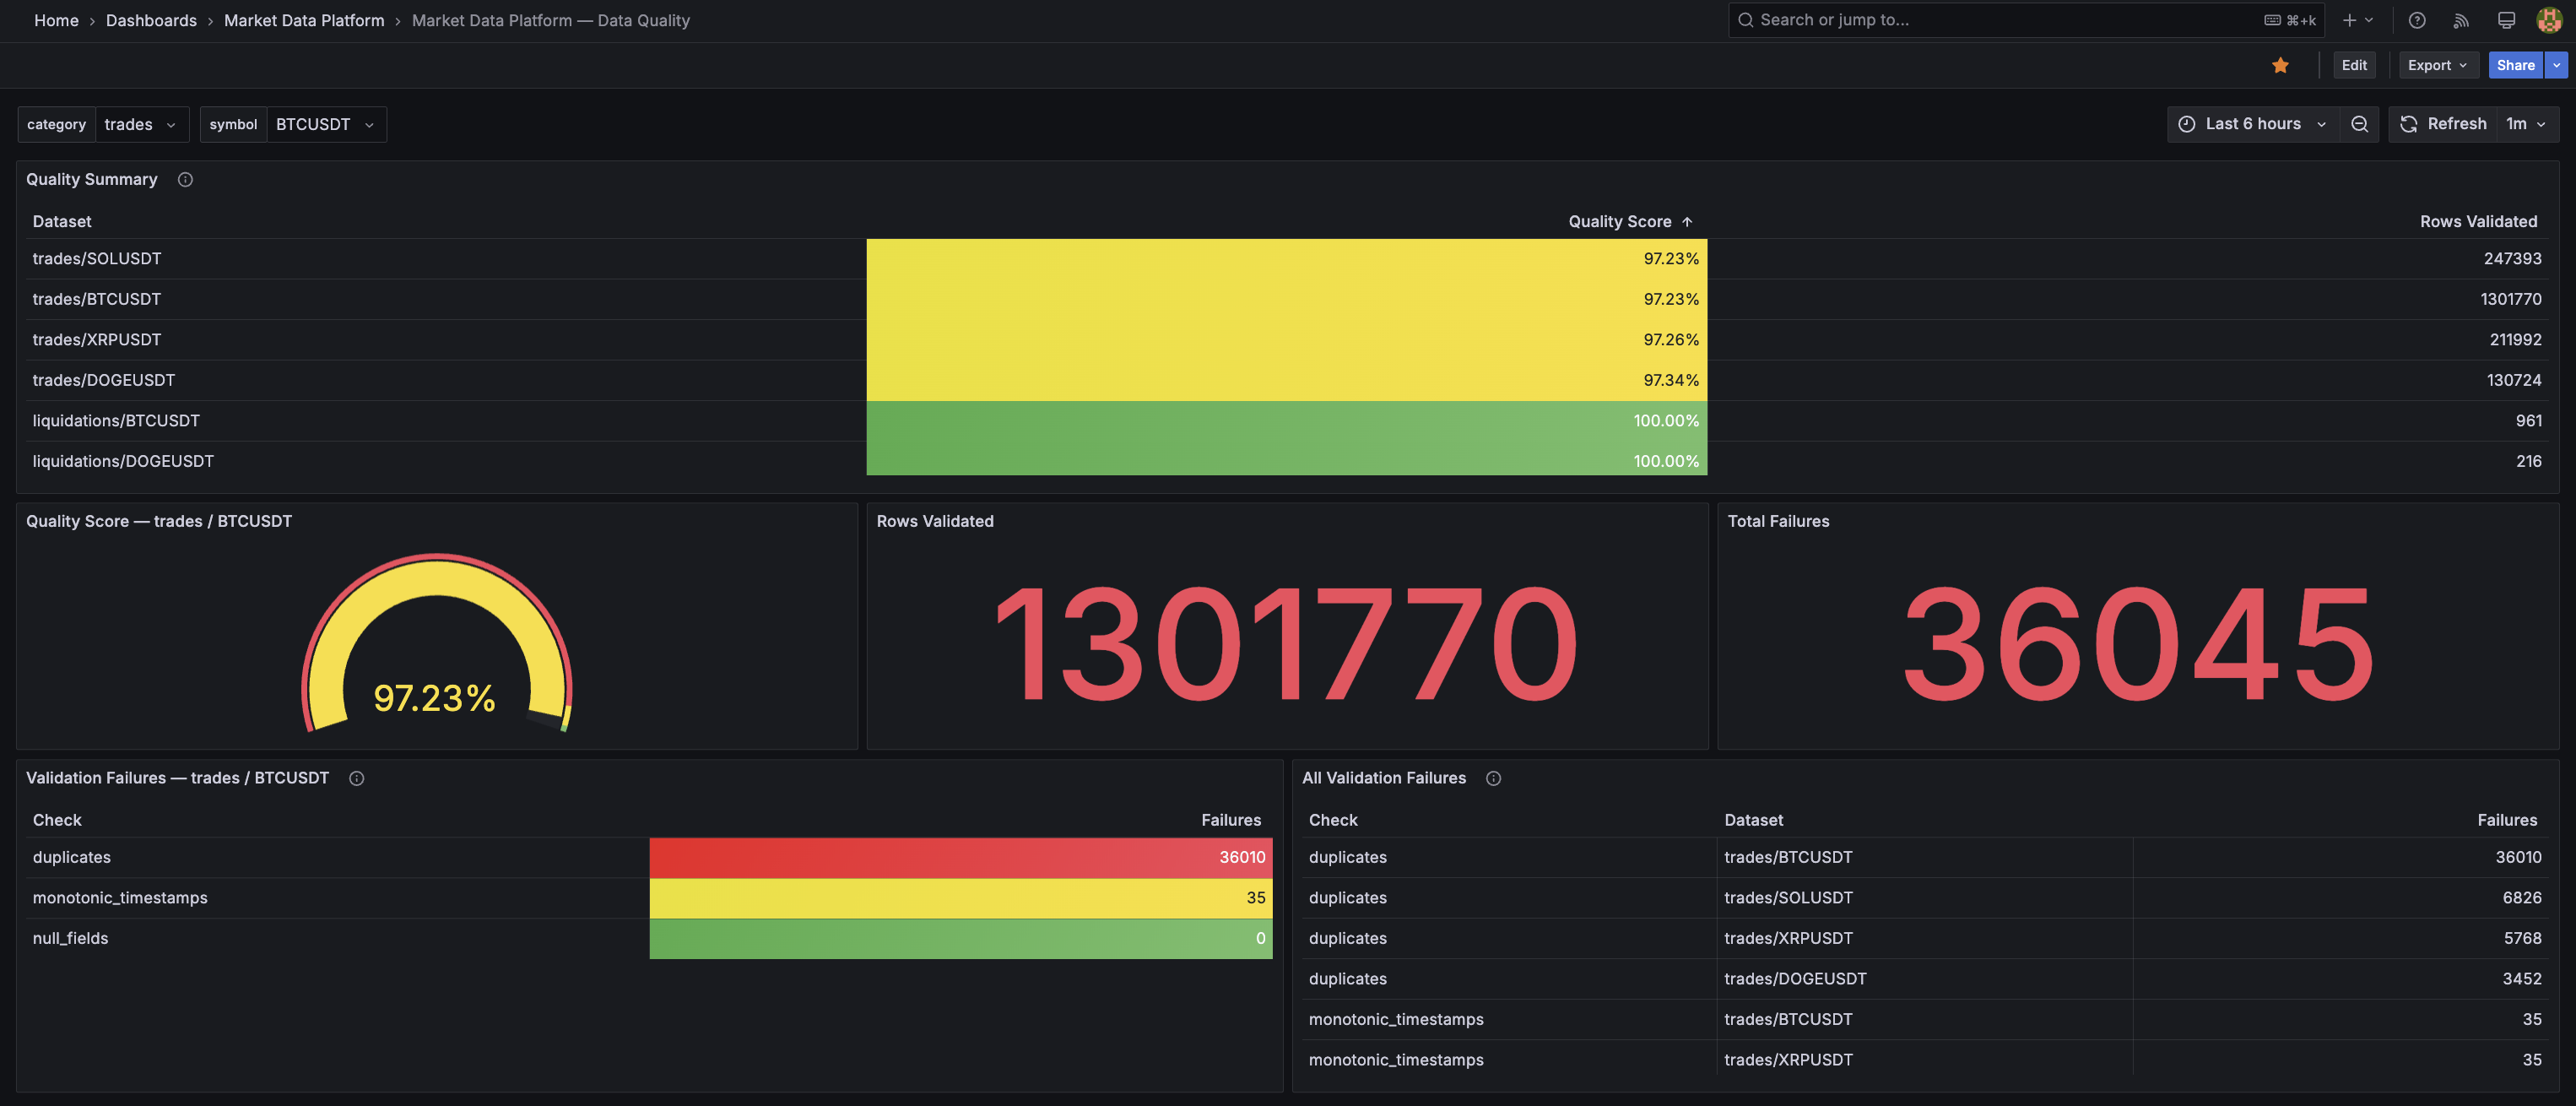 Home > Dashboards > Market Data Platform > Market Data Platform — Data Quality
Search or jump to... ⌘+k
Edit Export Share
category trades symbol BTCUSDT Last 6 hours Refresh 1m
Quality Summary
Dataset Quality Score ↑ Rows Validated
trades/SOLUSDT 97.23% 247393
trades/BTCUSDT 97.23% 1301770
trades/XRPUSDT 97.26% 211992
trades/DOGEUSDT 97.34% 130724
liquidations/BTCUSDT 100.00% 961
liquidations/DOGEUSDT 100.00% 216
Quality Score — trades / BTCUSDT
97.23%
Rows Validated
1301770
Total Failures
36045
Validation Failures — trades / BTCUSDT
Check Failures
duplicates 36010
monotonic_timestamps 35
null_fields 0
All Validation Failures
Check Dataset Failures
duplicates trades/BTCUSDT 36010
duplicates trades/SOLUSDT 6826
duplicates trades/XRPUSDT 5768
duplicates trades/DOGEUSDT 3452
monotonic_timestamps trades/BTCUSDT 35
monotonic_timestamps trades/XRPUSDT 35